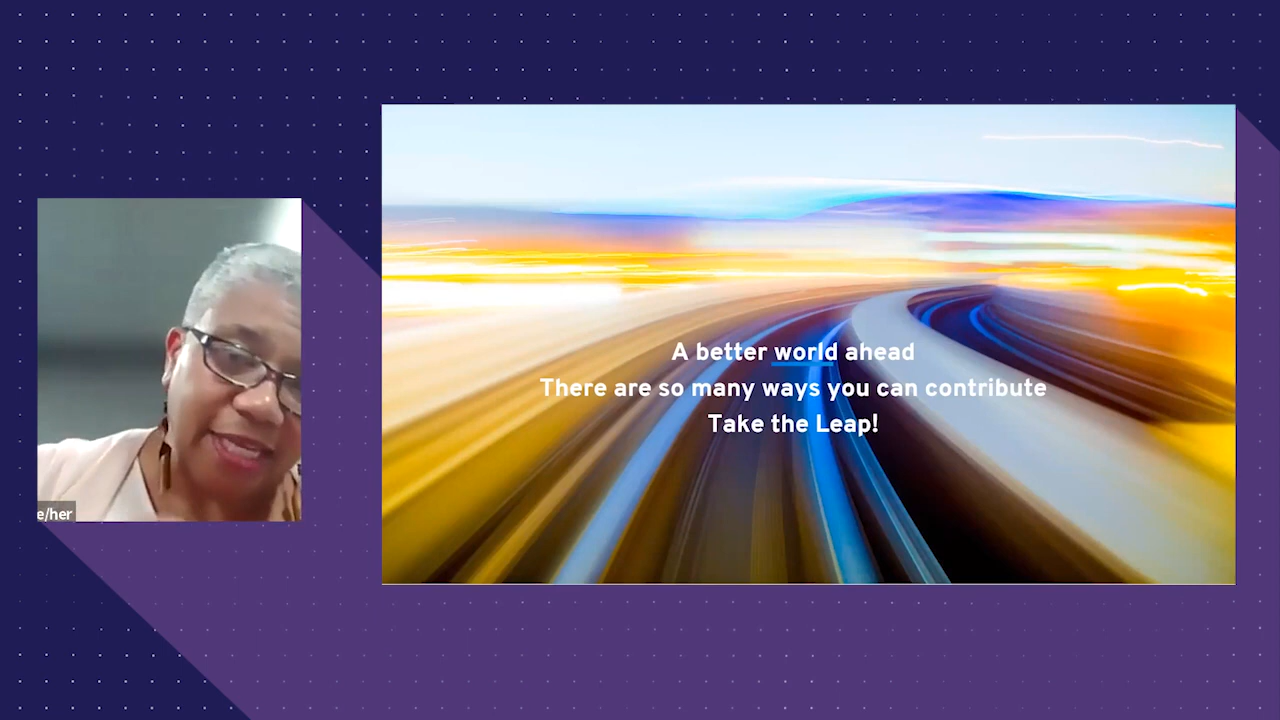 A better world ahead
There are so many ways you can contribute
Take the Leap!
e/her